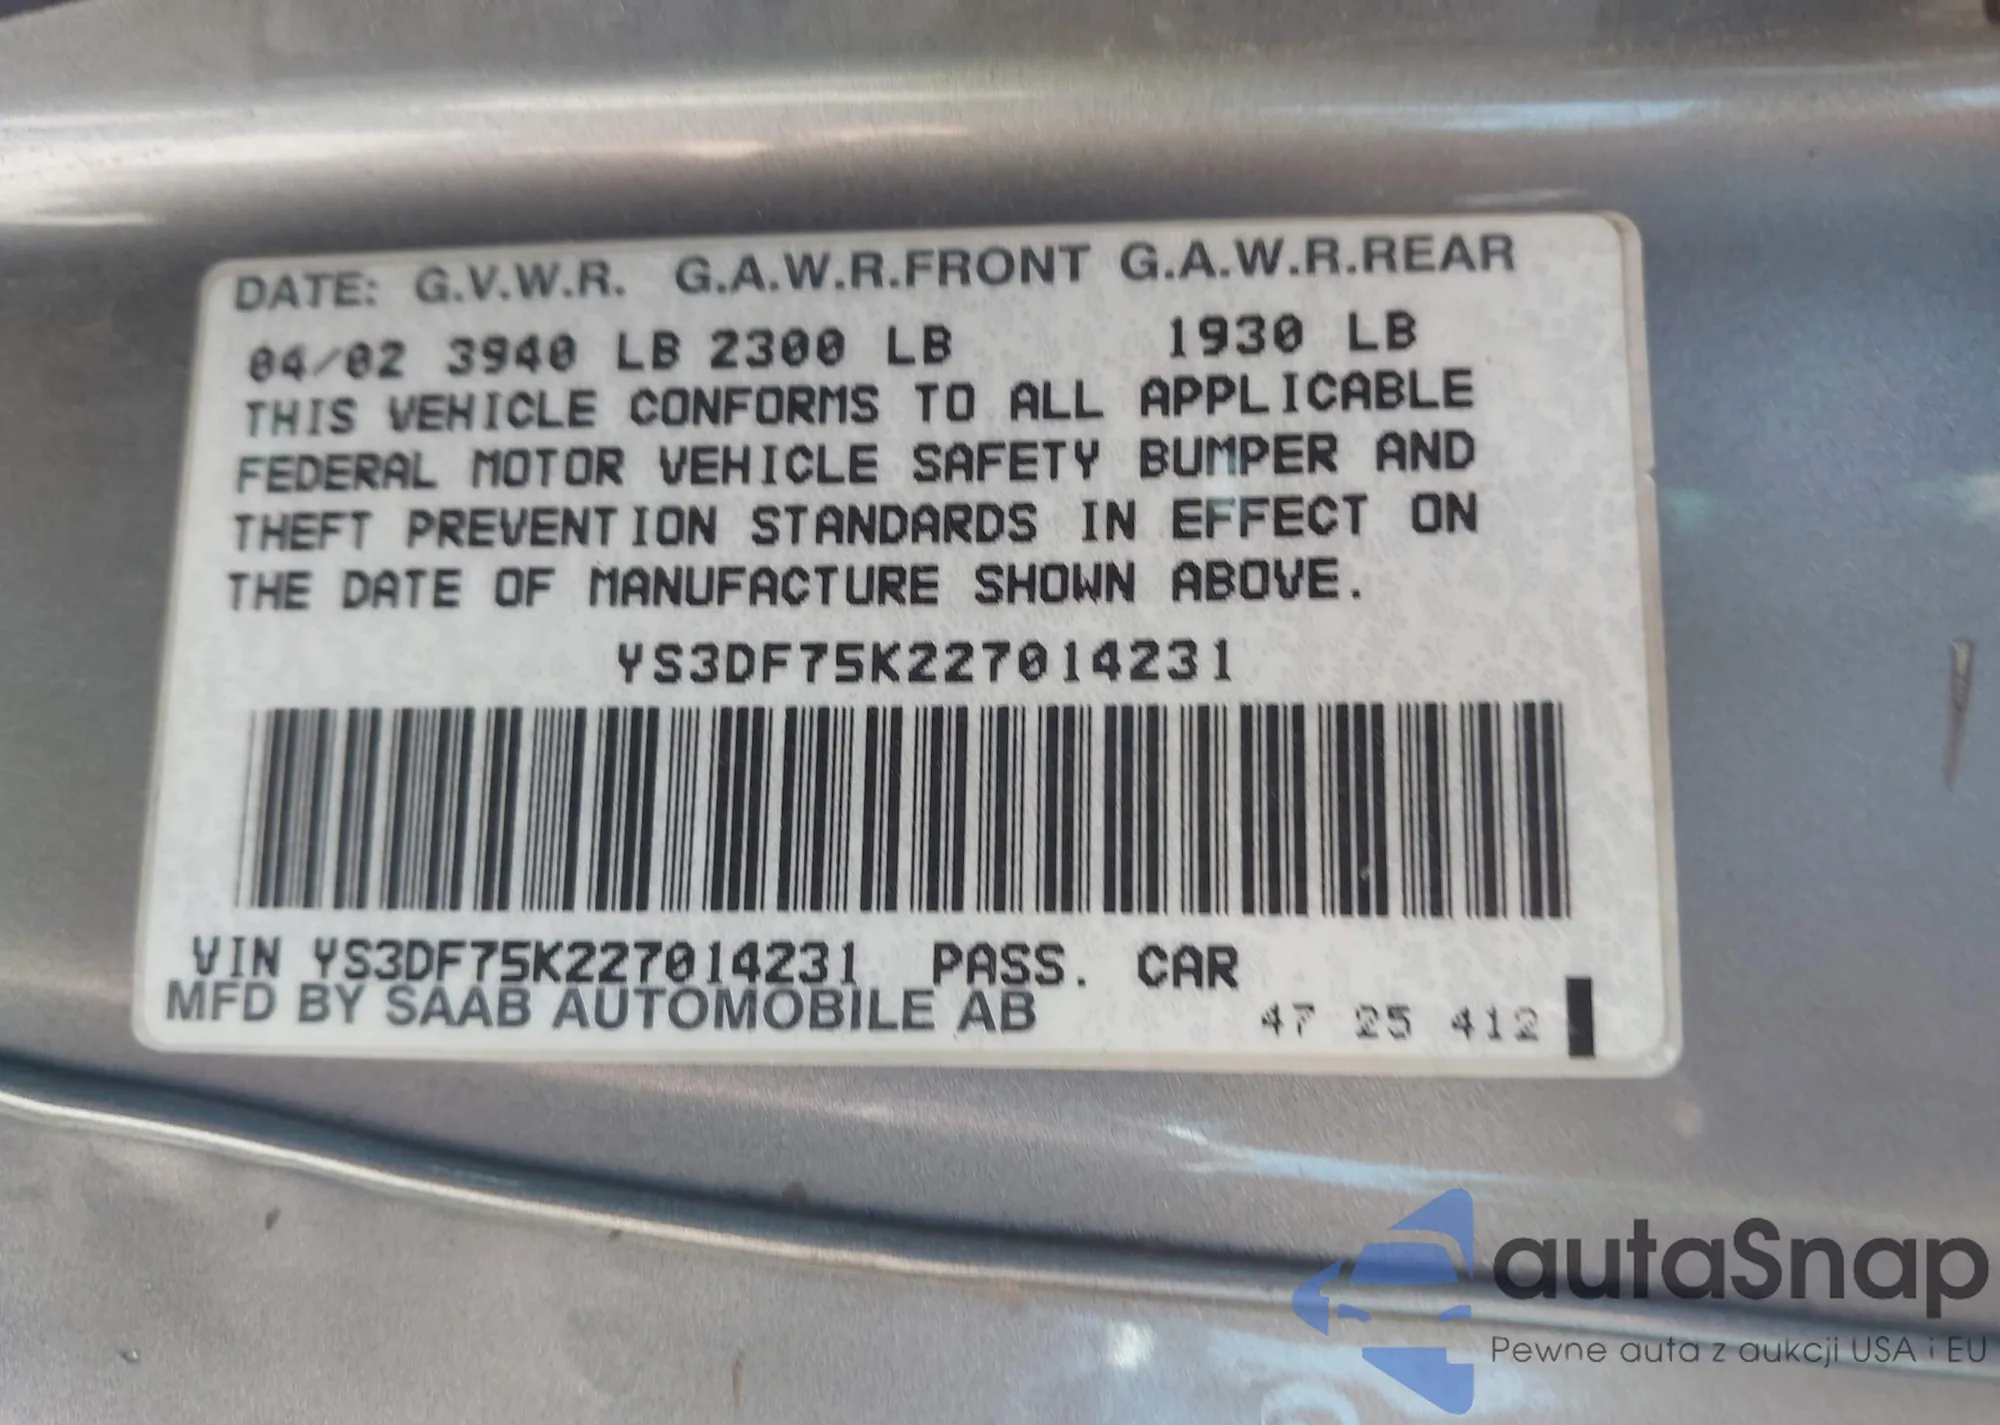 DATE: G.V.W.R. G.A.W.R.FRONT G.A.W.R.REAR
04/02 3940 LB 2300 LB 1930 LB
THIS VEHICLE CONFORMS TO ALL APPLICABLE
FEDERAL MOTOR VEHICLE SAFETY BUMPER AND
THEFT PREVENTION STANDARDS IN EFFECT ON
THE DATE OF MANUFACTURE SHOWN ABOVE.
YS3DF75K227014231
VIN YS3DF75K227014231 PASS. CAR
MFD BY SAAB AUTOMOBILE AB
47 25 412
autaSnap
Pewne auta z aukcji USA i EU